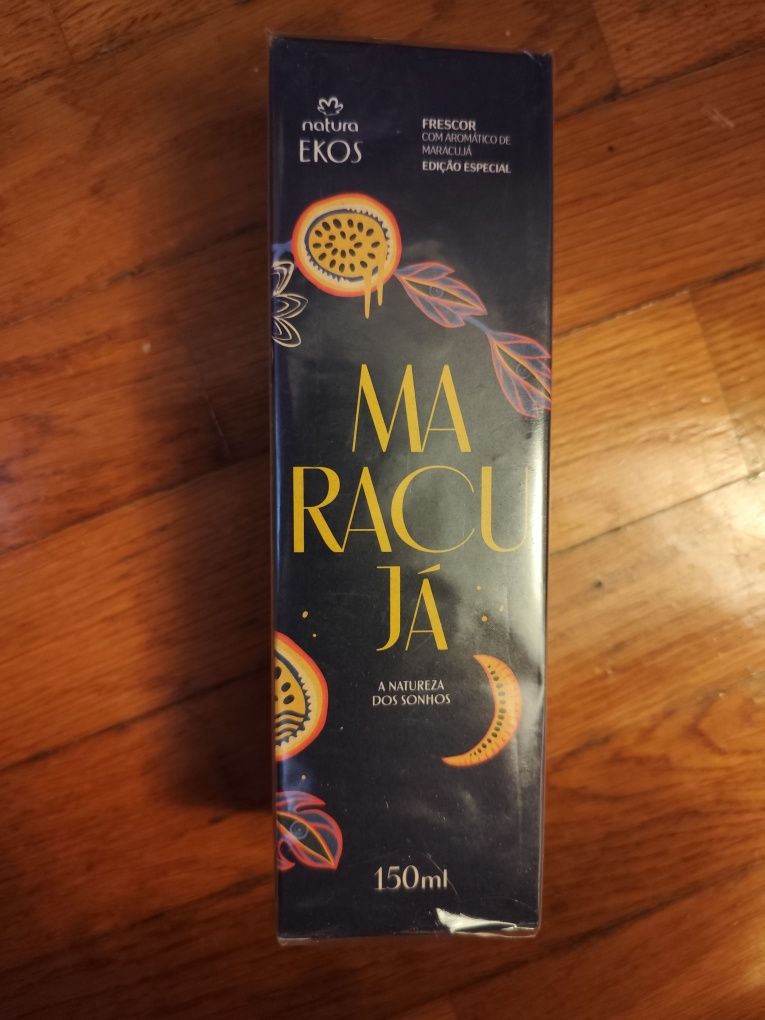 natura
EKOS
FRESCOR
COM AROMÁTICO DE
MARACUJÁ
EDIÇÃO ESPECIAL
MA
RACU
JÁ
A NATUREZA
DOS SONHOS
150ml